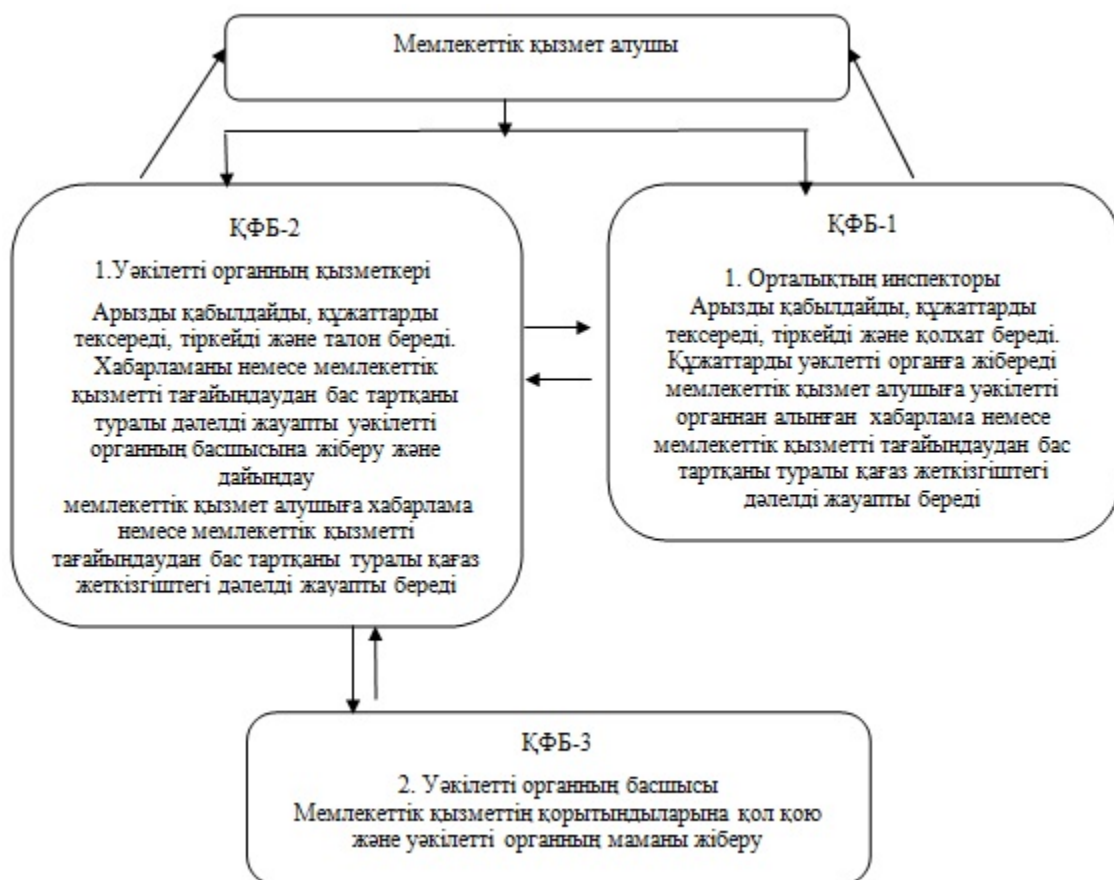 Мемлекеттік қызмет алушы
ҚФБ-2
1.Уәкілетті органның қызметкері
Арызды қабылдайды, құжаттарды
тексереді, тіркейді және талон береді.
Хабарламаны немесе мемлекеттік
қызметті тағайындаудан бас тартқаны
туралы дәлелді жауапты уәкілетті
органның басшысына жіберу және
дайындау
мемлекеттік қызмет алушыға хабарлама
немесе мемлекеттік қызметті
тағайындаудан бас тартқаны туралы қағаз
жеткізгіштегі дәлелді жауапты береді
ҚФБ-1
1. Орталықтың инспекторы
Арызды қабылдайды, құжаттарды
тексереді, тіркейді және қолхат береді.
Құжаттарды уәклетті органға жібереді
мемлекеттік қызмет алушыға уәкілетті
органнан алынған хабарлама немесе
мемлекеттік қызметті тағайындаудан бас
тартқаны туралы қағаз жеткізгіштегі
дәлелді жауапты береді
ҚФБ-3
2. Уәкілетті органның басшысы
Мемлекеттік қызметтің қорытындыларына қол қою
және уәкілетті органның маманы жіберу